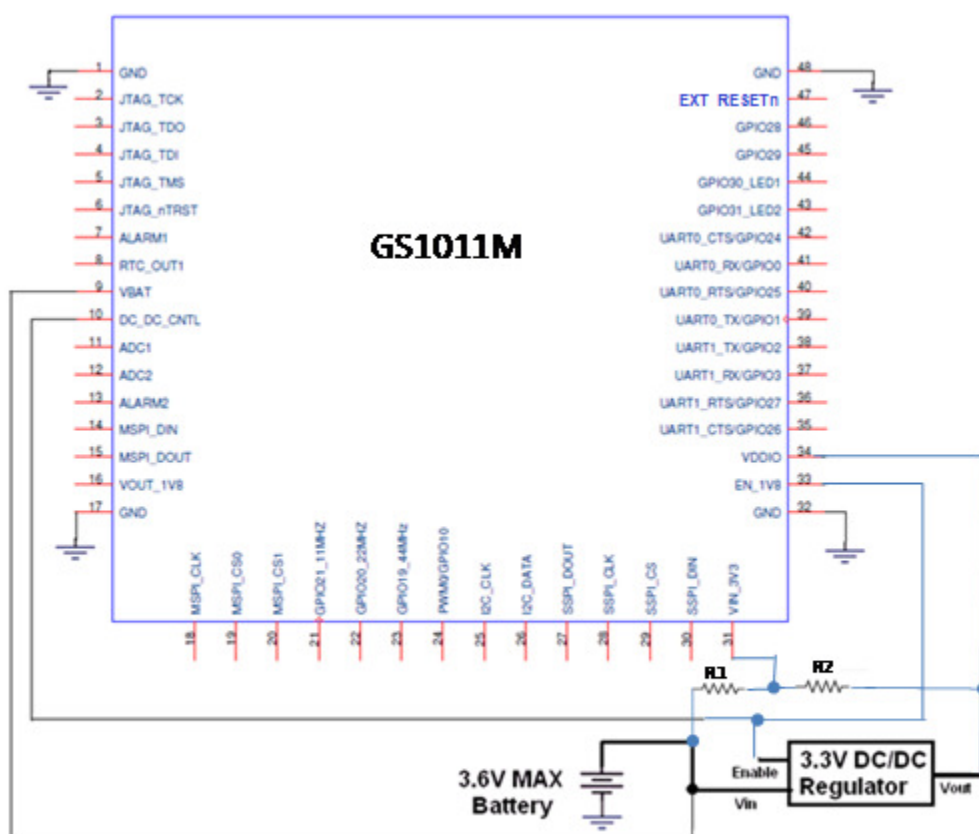 GS1011M
1 GND
2 JTAG_TCK
3 JTAG_TDO
4 JTAG_TDI
5 JTAG_TMS
6 JTAG_nTRST
7 ALARM1
8 RTC_OUT1
9 VBAT
10 DC_DC_CNTL
11 ADC1
12 ADC2
13 ALARM2
14 MSPI_DIN
15 MSPI_DOUT
16 VOUT_1V8
17 GND
MSPI_CLK 18
MSPI_CS0 19
MSPI_CS1 20
GPIO21_11MHZ 21
GPIO20_22MHZ 22
GPIO19_44MHz 23
PWM0/GPIO10 24
I2C_CLK 25
I2C_DATA 26
SSPI_DOUT 27
SSPI_CLK 28
SSPI_CS 29
SSPI_DIN 30
VIN_3V3 31
GND 48
EXT RESETn 47
GPIO28 46
GPIO29 45
GPIO30_LED1 44
GPIO31_LED2 43
UART0_CTS/GPIO24 42
UART0_RX/GPIO0 41
UART0_RTS/GPIO25 40
UART0_TX/GPIO1 39
UART1_TX/GPIO2 38
UART1_RX/GPIO3 37
UART1_RTS/GPIO27 36
UART1_CTS/GPIO26 35
VDDIO 34
EN_1V8 33
GND 32
R1
R2
3.6V MAX
Battery
Enable
Vin
3.3V DC/DC
Regulator
Vout